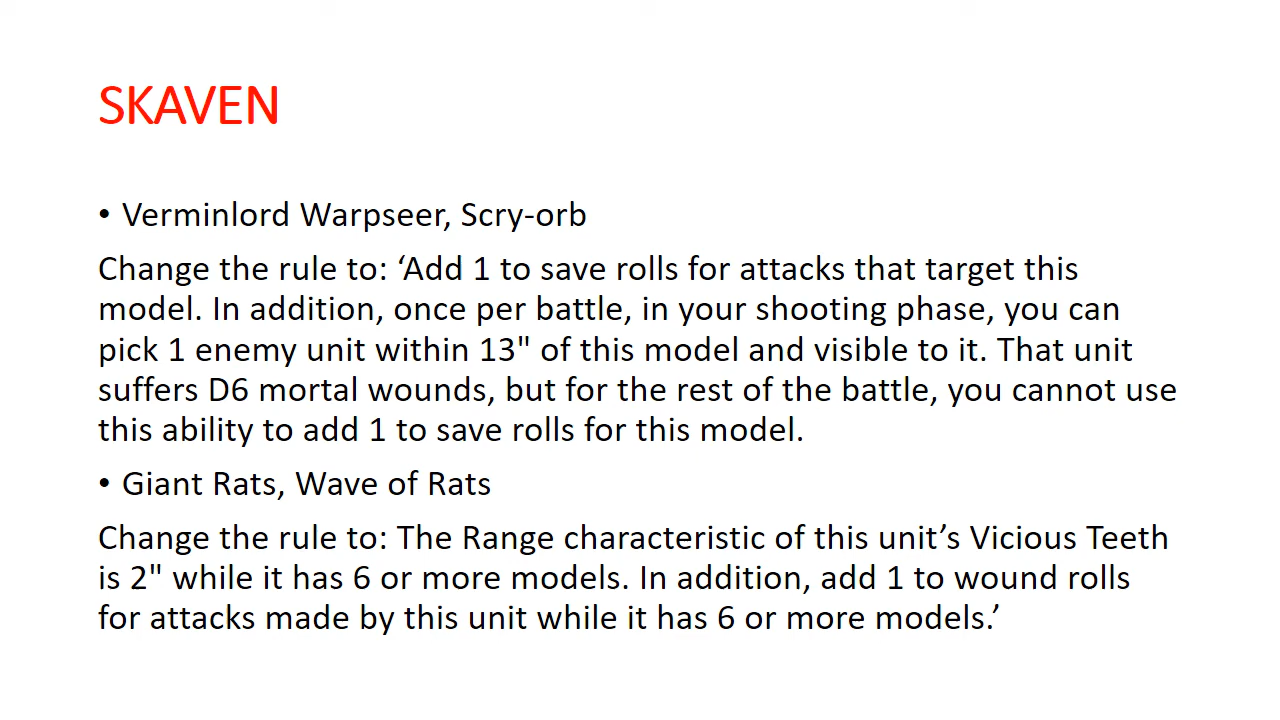 SKAVEN
• Verminlord Warpseer, Scry-orb
Change the rule to: ‘Add 1 to save rolls for attacks that target this
model. In addition, once per battle, in your shooting phase, you can
pick 1 enemy unit within 13" of this model and visible to it. That unit
suffers D6 mortal wounds, but for the rest of the battle, you cannot use
this ability to add 1 to save rolls for this model.
• Giant Rats, Wave of Rats
Change the rule to: The Range characteristic of this unit’s Vicious Teeth
is 2" while it has 6 or more models. In addition, add 1 to wound rolls
for attacks made by this unit while it has 6 or more models.’